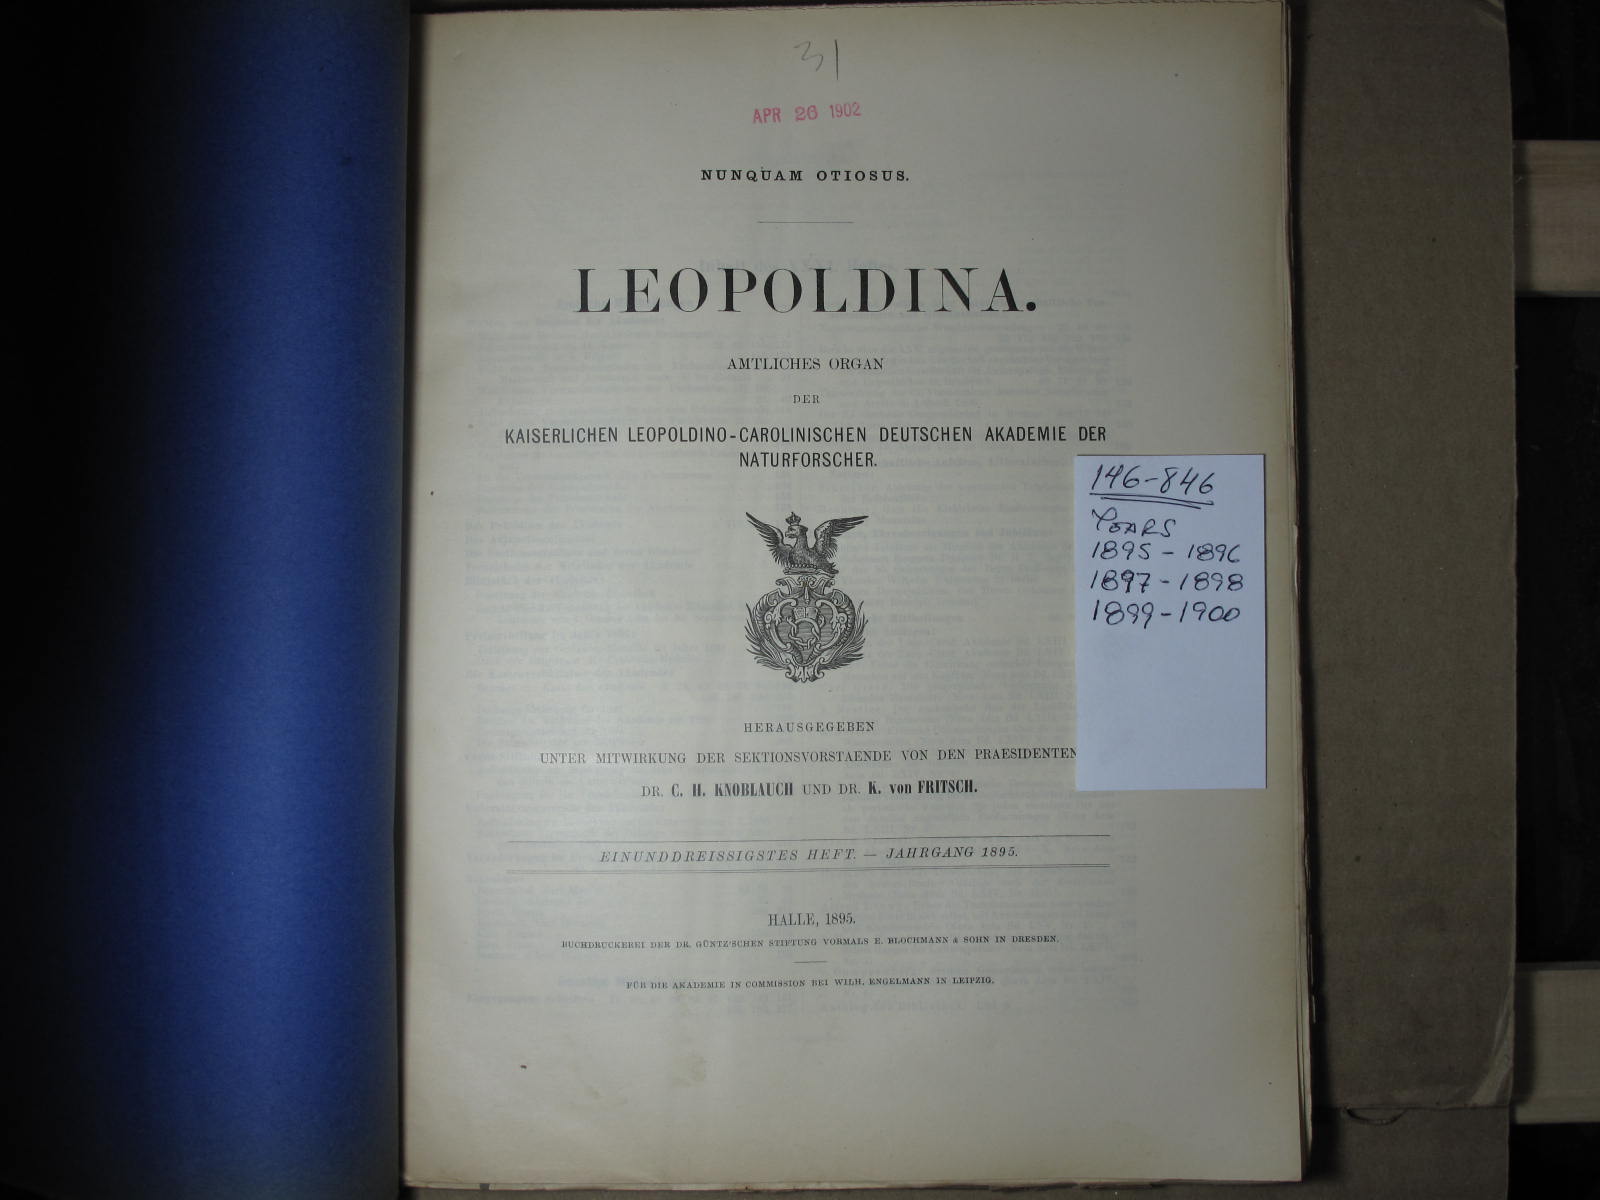 31
APR 26 1902
NUNQUAM OTIOSUS.
LEOPOLDINA.
AMTLICHES ORGAN
DER
KAISERLICHEN LEOPOLDINO-CAROLINISCHEN DEUTSCHEN AKADEMIE DER
NATURFORSCHER.
HERAUSGEGEBEN
UNTER MITWIRKUNG DER SEKTIONSVORSTAENDE VON DEN PRAESIDENTEN
DR. C. H. KNOBLAUCH UND DR. K. von FRITSCH.
EINUNDDREISSIGSTES HEFT. — JAHRGANG 1895.
HALLE, 1895.
BUCHDRUCKEREI DER DR. GÜNTZ'SCHEN STIFTUNG VORMALS E. BLOCHMANN & SOHN IN DRESDEN.
FÜR DIE AKADEMIE IN COMMISSION BEI WILH. ENGELMANN IN LEIPZIG.
146-846
YEARS
1895-1896
1897-1898
1899-1900